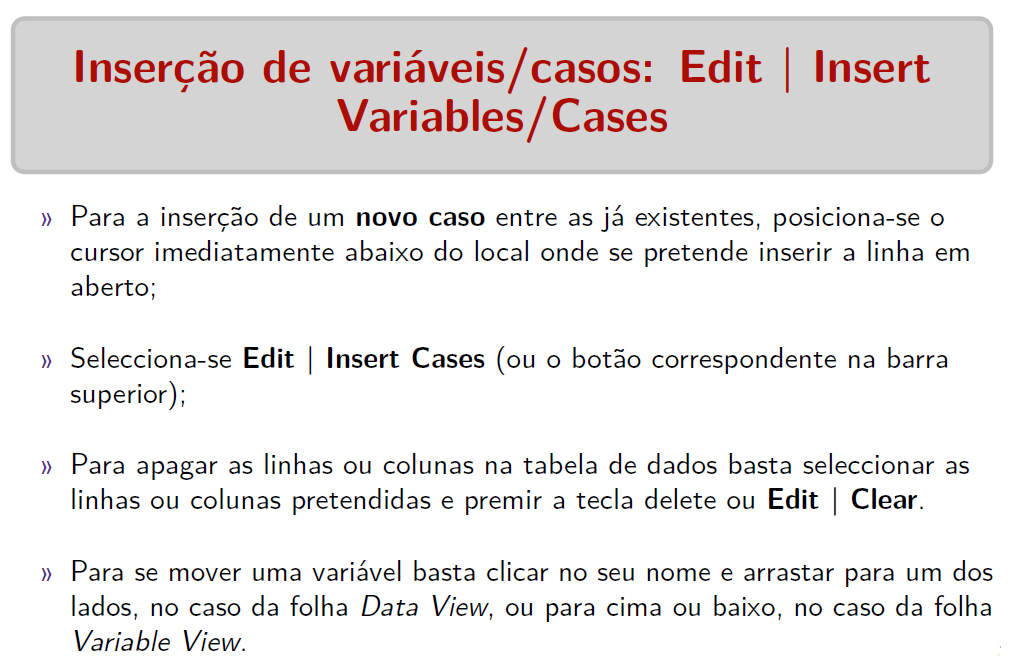 Inserção de variáveis/casos: Edit | Insert
Variables/Cases
» Para a inserção de um novo caso entre as já existentes, posiciona-se o
cursor imediatamente abaixo do local onde se pretende inserir a linha em
aberto;
» Selecciona-se Edit | Insert Cases (ou o botão correspondente na barra
superior);
» Para apagar as linhas ou colunas na tabela de dados basta seleccionar as
linhas ou colunas pretendidas e premir a tecla delete ou Edit | Clear.
» Para se mover uma variável basta clicar no seu nome e arrastar para um dos
lados, no caso da folha Data View, ou para cima ou baixo, no caso da folha
Variable View.